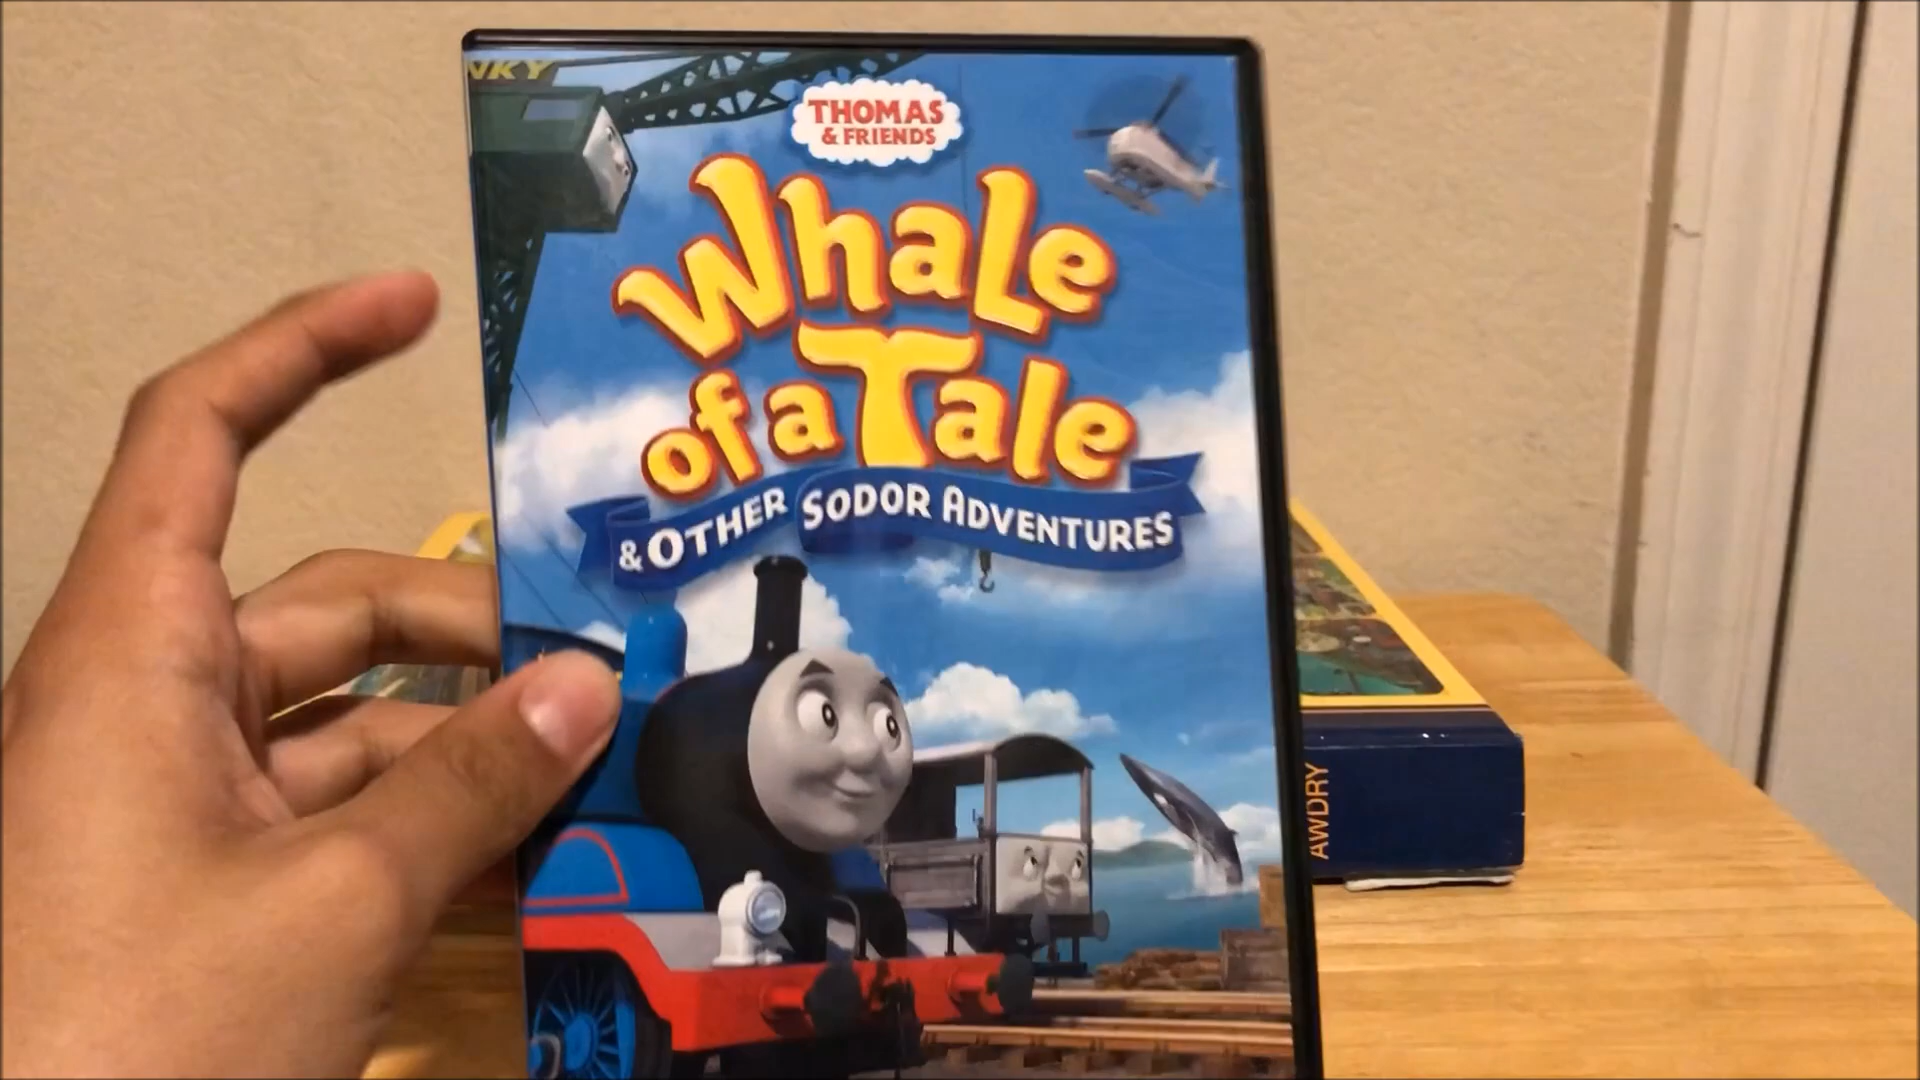 NKY
THOMAS
& FRIENDS
Whale
of a Tale
& OTHER SODOR ADVENTURES
AWDRY